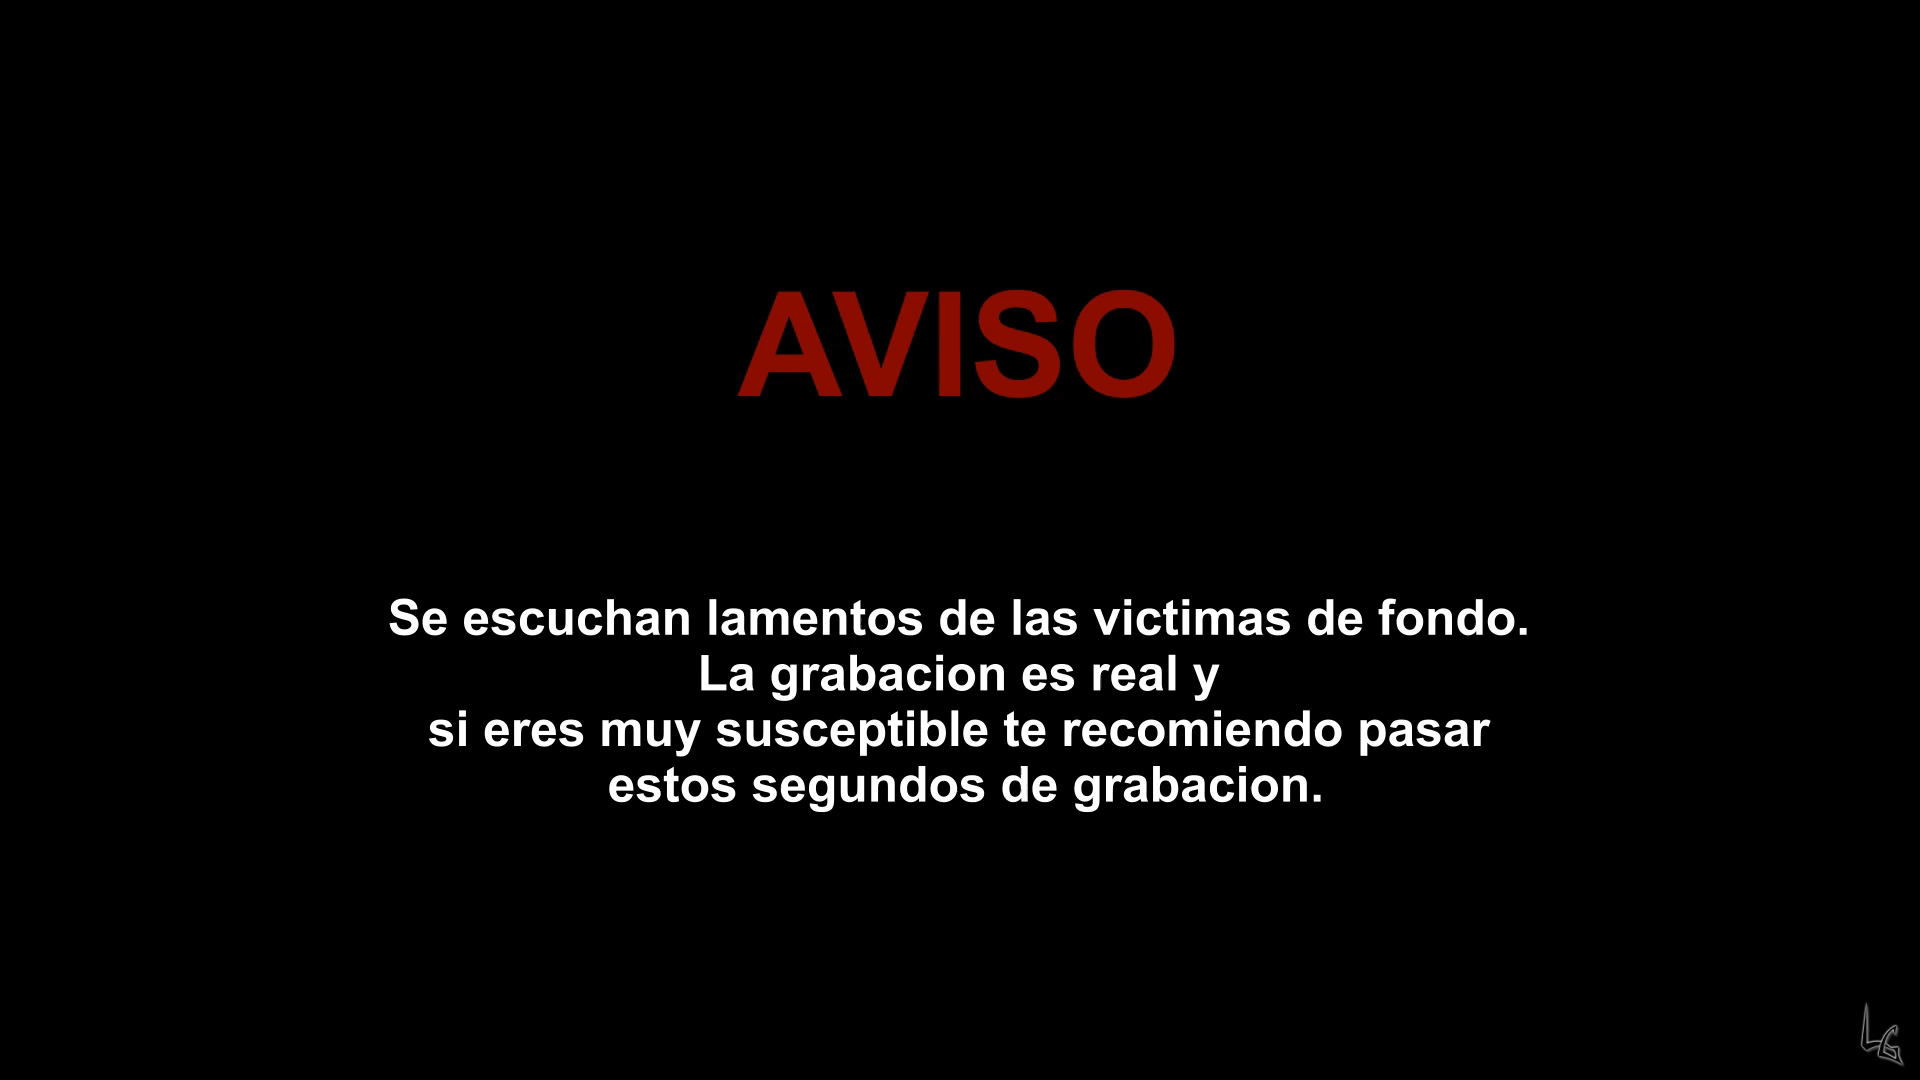 AVISO
Se escuchan lamentos de las victimas de fondo.
La grabacion es real y
si eres muy susceptible te recomiendo pasar
estos segundos de grabacion.
LG